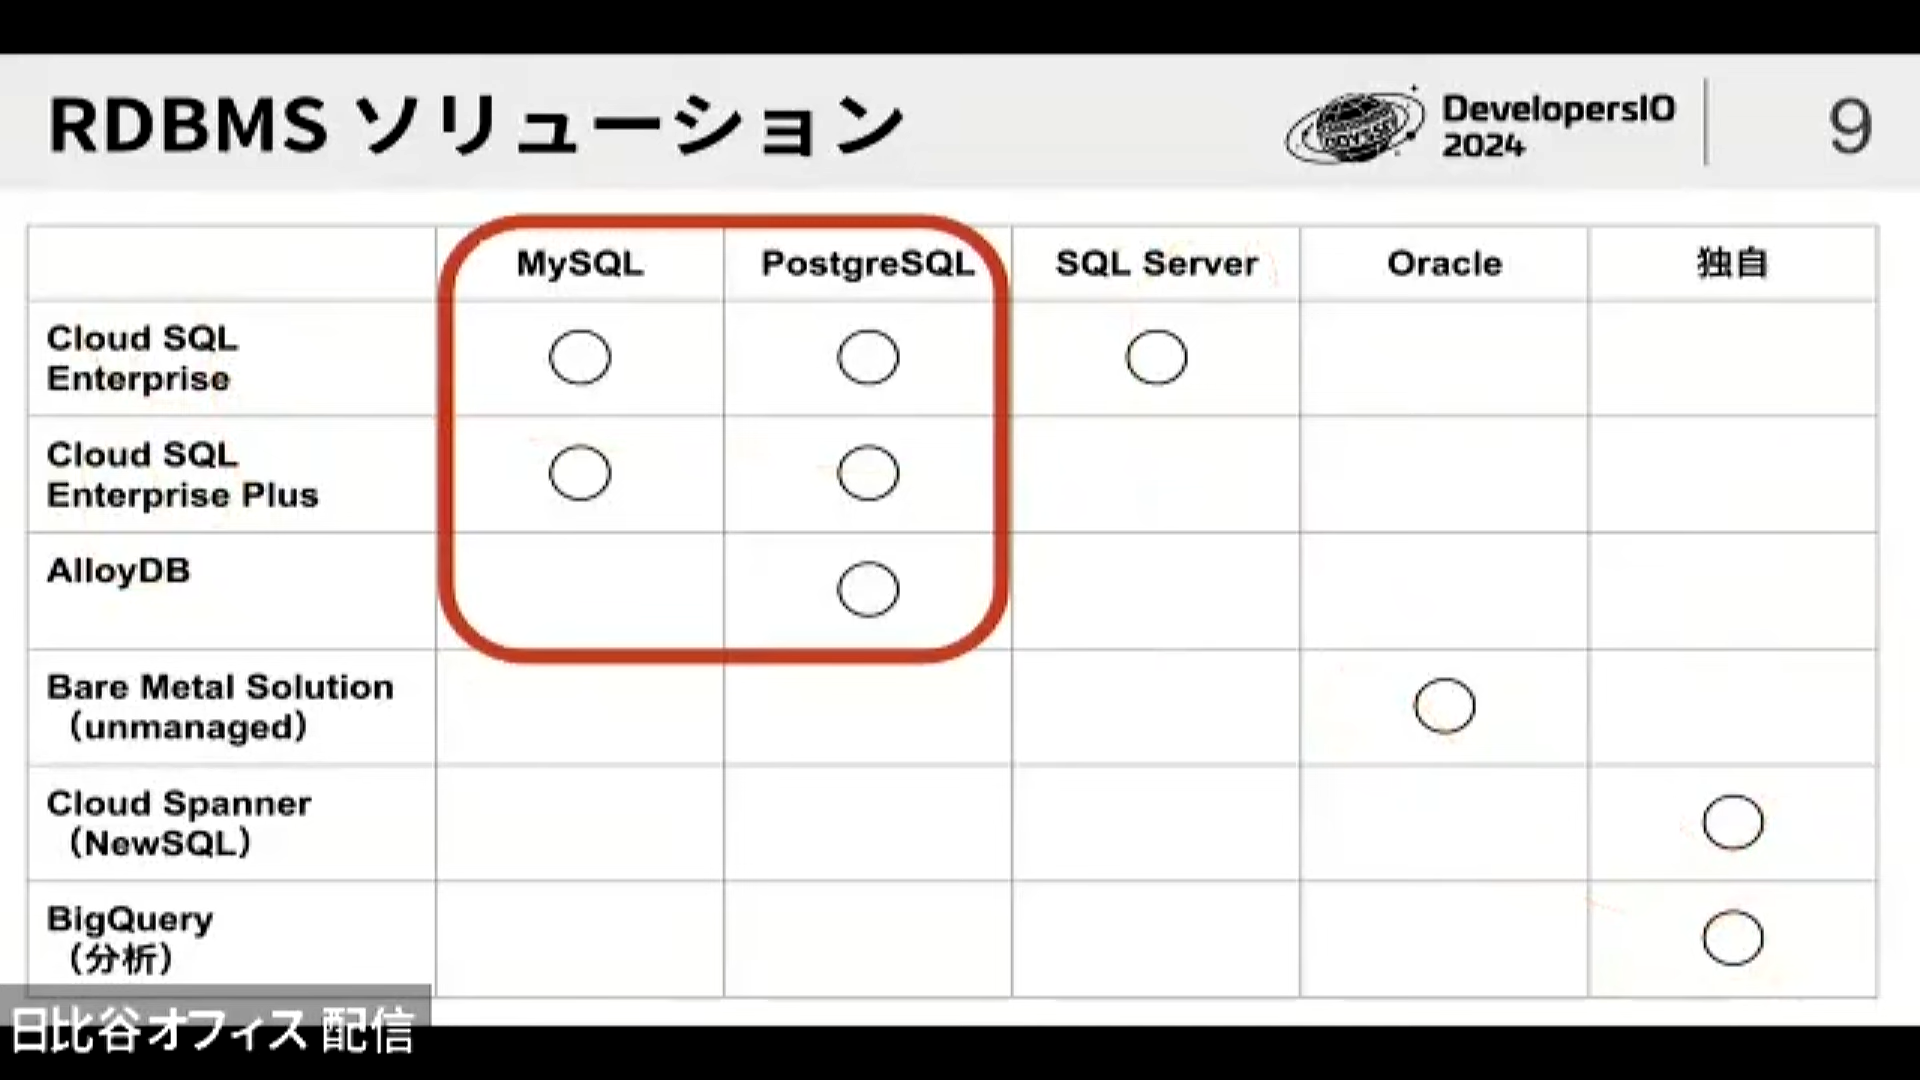 RDBMS ソリューション
ODYSSEY
DevelopersIO
2024
9
MySQL PostgreSQL SQL Server Oracle 独自
Cloud SQL
Enterprise
Cloud SQL
Enterprise Plus
AlloyDB
Bare Metal Solution
（unmanaged）
Cloud Spanner
（NewSQL）
BigQuery
（分析）
日比谷オフィス 配信